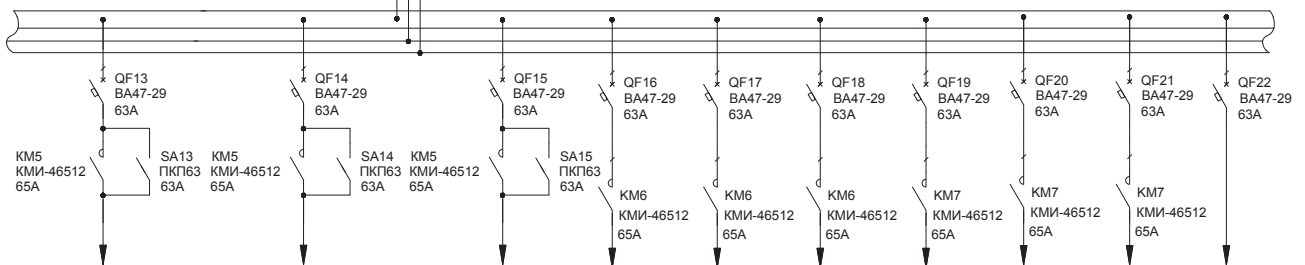 QF13
ВА47-29
63А
QF14
ВА47-29
63А
QF15
ВА47-29
63А
QF16
ВА47-29
63А
QF17
ВА47-29
63А
QF18
ВА47-29
63А
QF19
ВА47-29
63А
QF20
ВА47-29
63А
QF21
ВА47-29
63А
QF22
ВА47-29
63А
КМ5
КМИ-46512
65А
SA13
ПКП63
63А
КМ5
КМИ-46512
65А
SA14
ПКП63
63А
КМ5
КМИ-46512
65А
SA15
ПКП63
63А
КМ6
КМИ-46512
65А
КМ6
КМИ-46512
65А
КМ6
КМИ-46512
65А
КМ7
КМИ-46512
65А
КМ7
КМИ-46512
65А
КМ7
КМИ-46512
65А